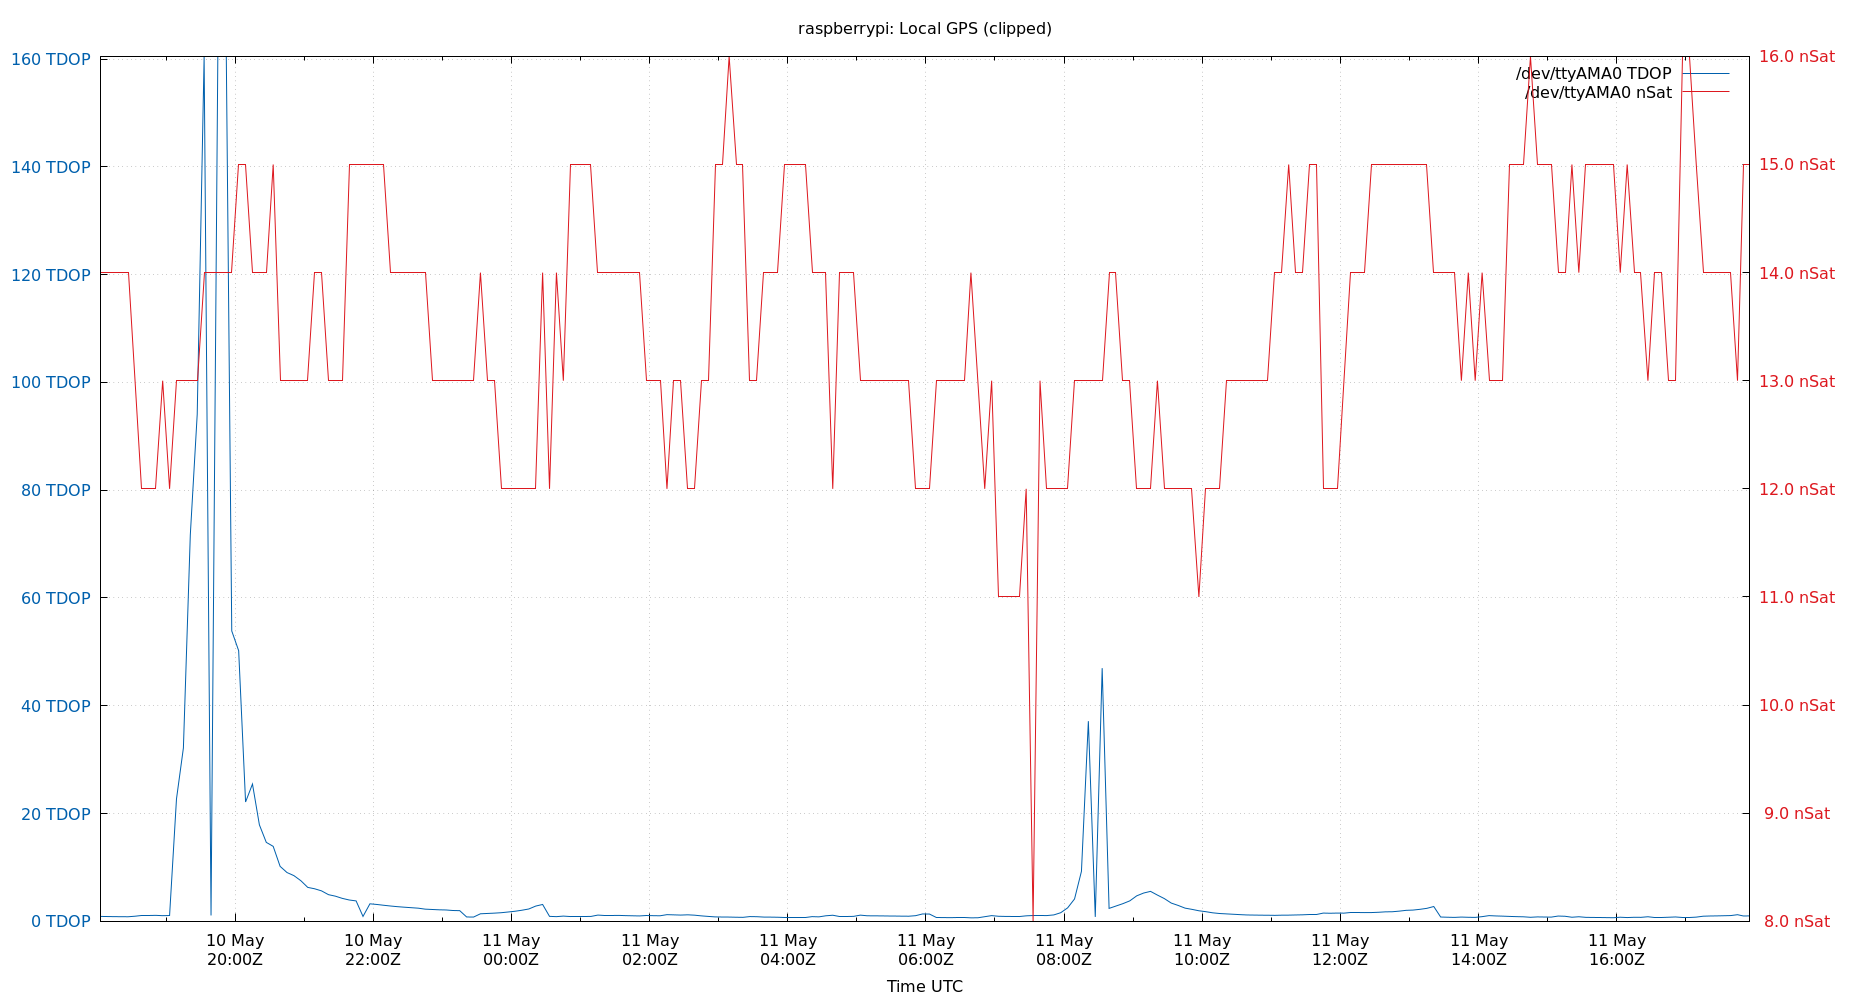 raspberrypi: Local GPS (clipped)
160 TDOP
140 TDOP
120 TDOP
100 TDOP
80 TDOP
60 TDOP
40 TDOP
20 TDOP
0 TDOP
16.0 nSat
15.0 nSat
14.0 nSat
13.0 nSat
12.0 nSat
11.0 nSat
10.0 nSat
9.0 nSat
8.0 nSat
/dev/ttyAMA0 TDOP
/dev/ttyAMA0 nSat
10 May
20:00Z
10 May
22:00Z
11 May
00:00Z
11 May
02:00Z
11 May
04:00Z
11 May
06:00Z
11 May
08:00Z
11 May
10:00Z
11 May
12:00Z
11 May
14:00Z
11 May
16:00Z
Time UTC